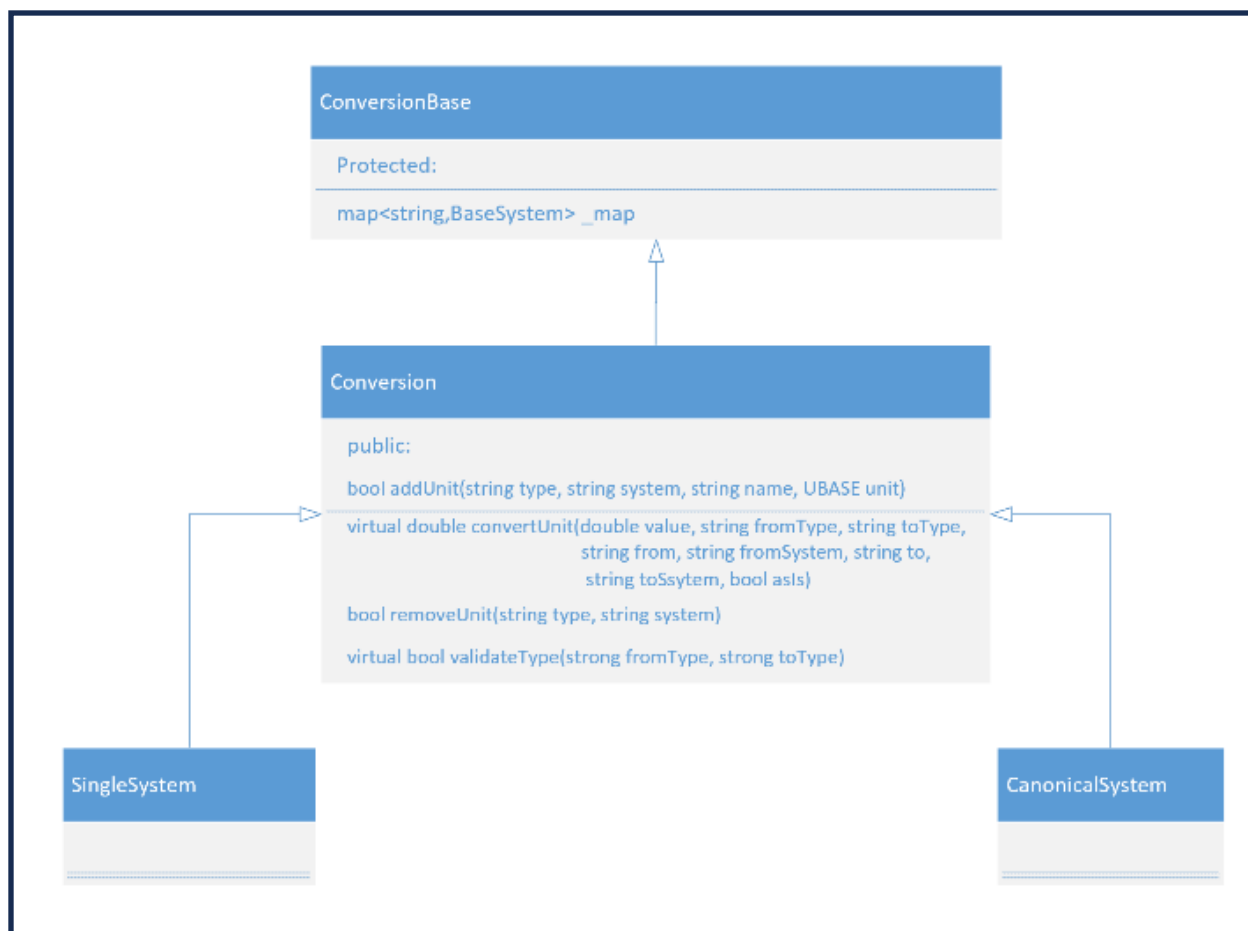 ConversionBase
Protected:
map<string,BaseSystem> _map
Conversion
public:
bool addUnit(string type, string system, string name, UBASE unit)
virtual double convertUnit(double value, string fromType, string toType,
string from, string fromSystem, string to,
string toSsytem, bool asIs)
bool removeUnit(string type, string system)
virtual bool validateType(strong fromType, strong toType)
SingleSystem
CanonicalSystem